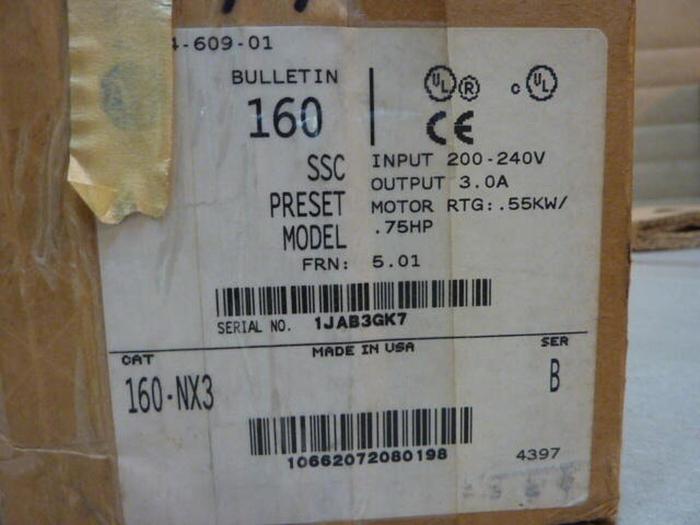 4-609-01
BULLETIN
160
UL R c UL
CE
SSC
PRESET
MODEL
INPUT 200-240V
OUTPUT 3.0A
MOTOR RTG: .55KW/
.75HP
FRN: 5.01
SERIAL NO. 1JAB3GK7
MADE IN USA
CAT
160-NX3
SER
B
10662072080198
4397